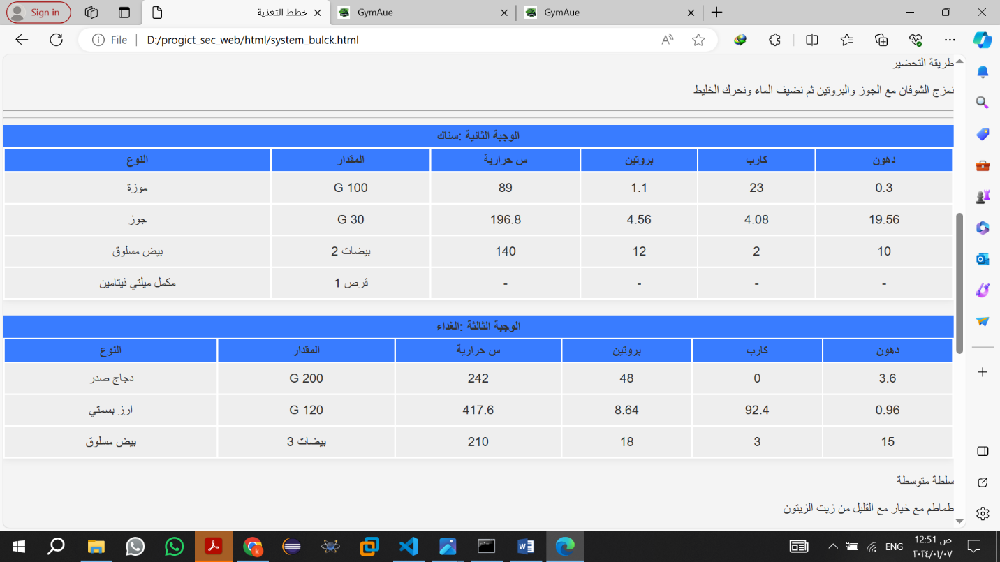 Sign in
خطط التغذية
GymAue
GymAue
File
D:/progict_sec_web/html/system_bulck.html
طريقة التحضير
نمزج الشوفان مع الجوز والبروتين ثم نضيف الماء ونحرك الخليط
الوجبة الثانية :سناك
النوع المقدار س حرارية بروتين كارب دهون
موزة G 100 89 1.1 23 0.3
جوز G 30 196.8 4.56 4.08 19.56
بيض مسلوق بيضات 2 140 12 2 10
مكمل ميلتي فيتامين قرص 1 - - - -
الوجبة الثالثة :الغداء
النوع المقدار س حرارية بروتين كارب دهون
دجاج صدر G 200 242 48 0 3.6
ارز بسمتي G 120 417.6 8.64 92.4 0.96
بيض مسلوق بيضات 3 210 18 3 15
سلطة متوسطة
طماطم مع خيار مع القليل من زيت الزيتون
ENG
12:51 ص
٢٠٢٤/٠١/٠٧